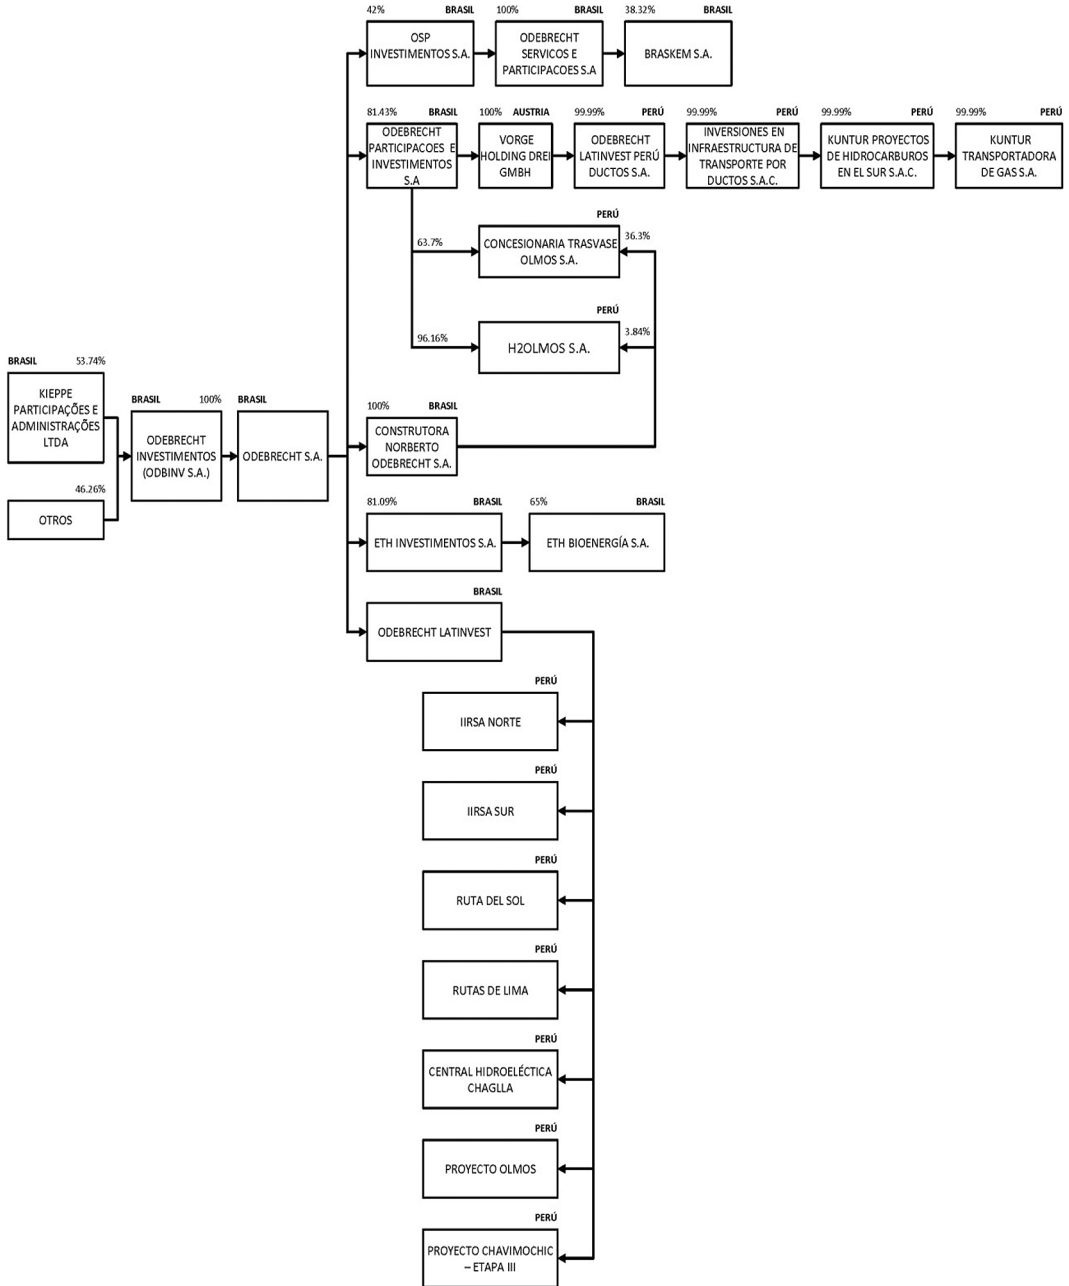 42% BRASIL
OSP
INVESTIMENTOS S.A.
100% BRASIL
ODEBRECHT
SERVICOS E
PARTICIPACOES S.A
38.32% BRASIL
BRASKEM S.A.
81.43% BRASIL
ODEBRECHT
PARTICIPACOES E
INVESTIMENTOS
S.A
100% AUSTRIA
VORGE
HOLDING DREI
GMBH
99.99% PERÚ
ODEBRECHT
LATINVEST PERÚ
DUCTOS S.A.
99.99% PERÚ
INVERSIONES EN
INFRAESTRUCTURA DE
TRANSPORTE POR
DUCTOS S.A.C.
99.99% PERÚ
KUNTUR PROYECTOS
DE HIDROCARBUROS
EN EL SUR S.A.C.
99.99% PERÚ
KUNTUR
TRANSPORTADORA
DE GAS S.A.
PERÚ
63.7%
CONCESIONARIA TRASVASE
OLMOS S.A.
36.3%
PERÚ
96.16%
H2OLMOS S.A.
3.84%
BRASIL 53.74%
KIEPPE
PARTICIPAÇÕES E
ADMINISTRAÇÕES
LTDA
46.26%
OTROS
BRASIL 100%
ODEBRECHT
INVESTIMENTOS
(ODBINV S.A.)
BRASIL
ODEBRECHT S.A.
100% BRASIL
CONSTRUTORA
NORBERTO
ODEBRECHT S.A.
81.09% BRASIL
ETH INVESTIMENTOS S.A.
65% BRASIL
ETH BIOENERGÍA S.A.
BRASIL
ODEBRECHT LATINVEST
PERÚ
IIRSA NORTE
PERÚ
IIRSA SUR
PERÚ
RUTA DEL SOL
PERÚ
RUTAS DE LIMA
PERÚ
CENTRAL HIDROELÉCTICA
CHAGLLA
PERÚ
PROYECTO OLMOS
PERÚ
PROYECTO CHAVIMOCHIC
– ETAPA III